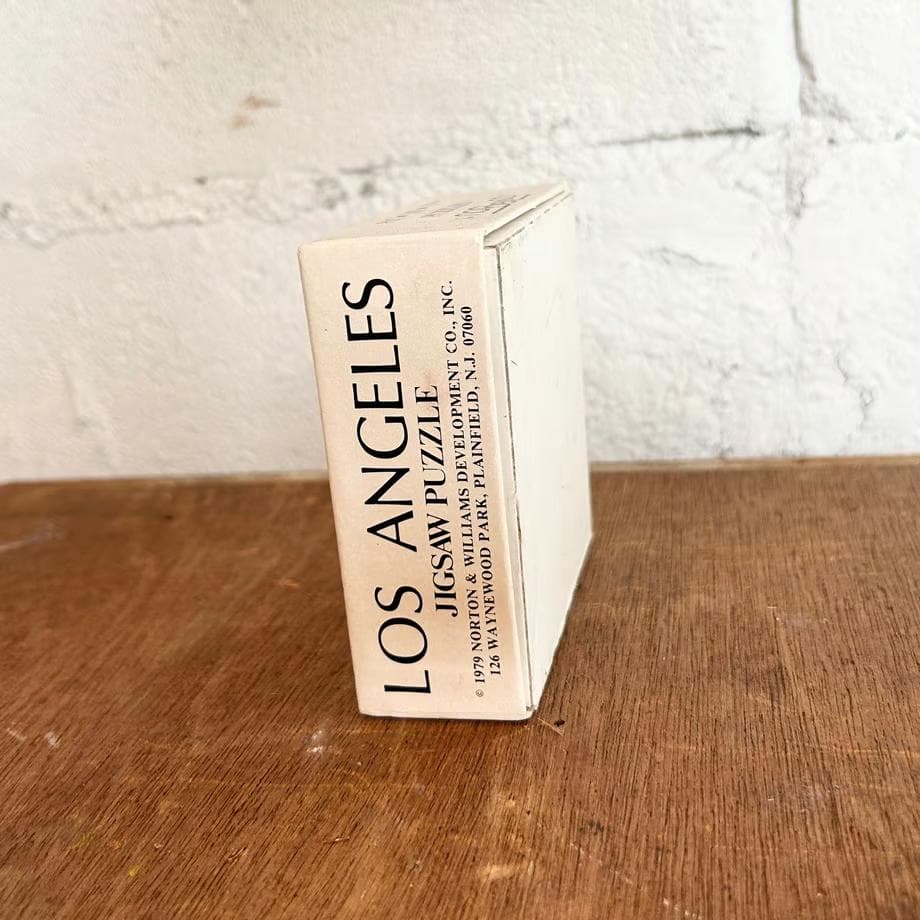 LOS ANGELES
JIGSAW PUZZLE
© 1979 NORTON & WILLIAMS DEVELOPMENT CO., INC.
126 WAYNEWOOD PARK, PLAINFIELD, N.J. 07060